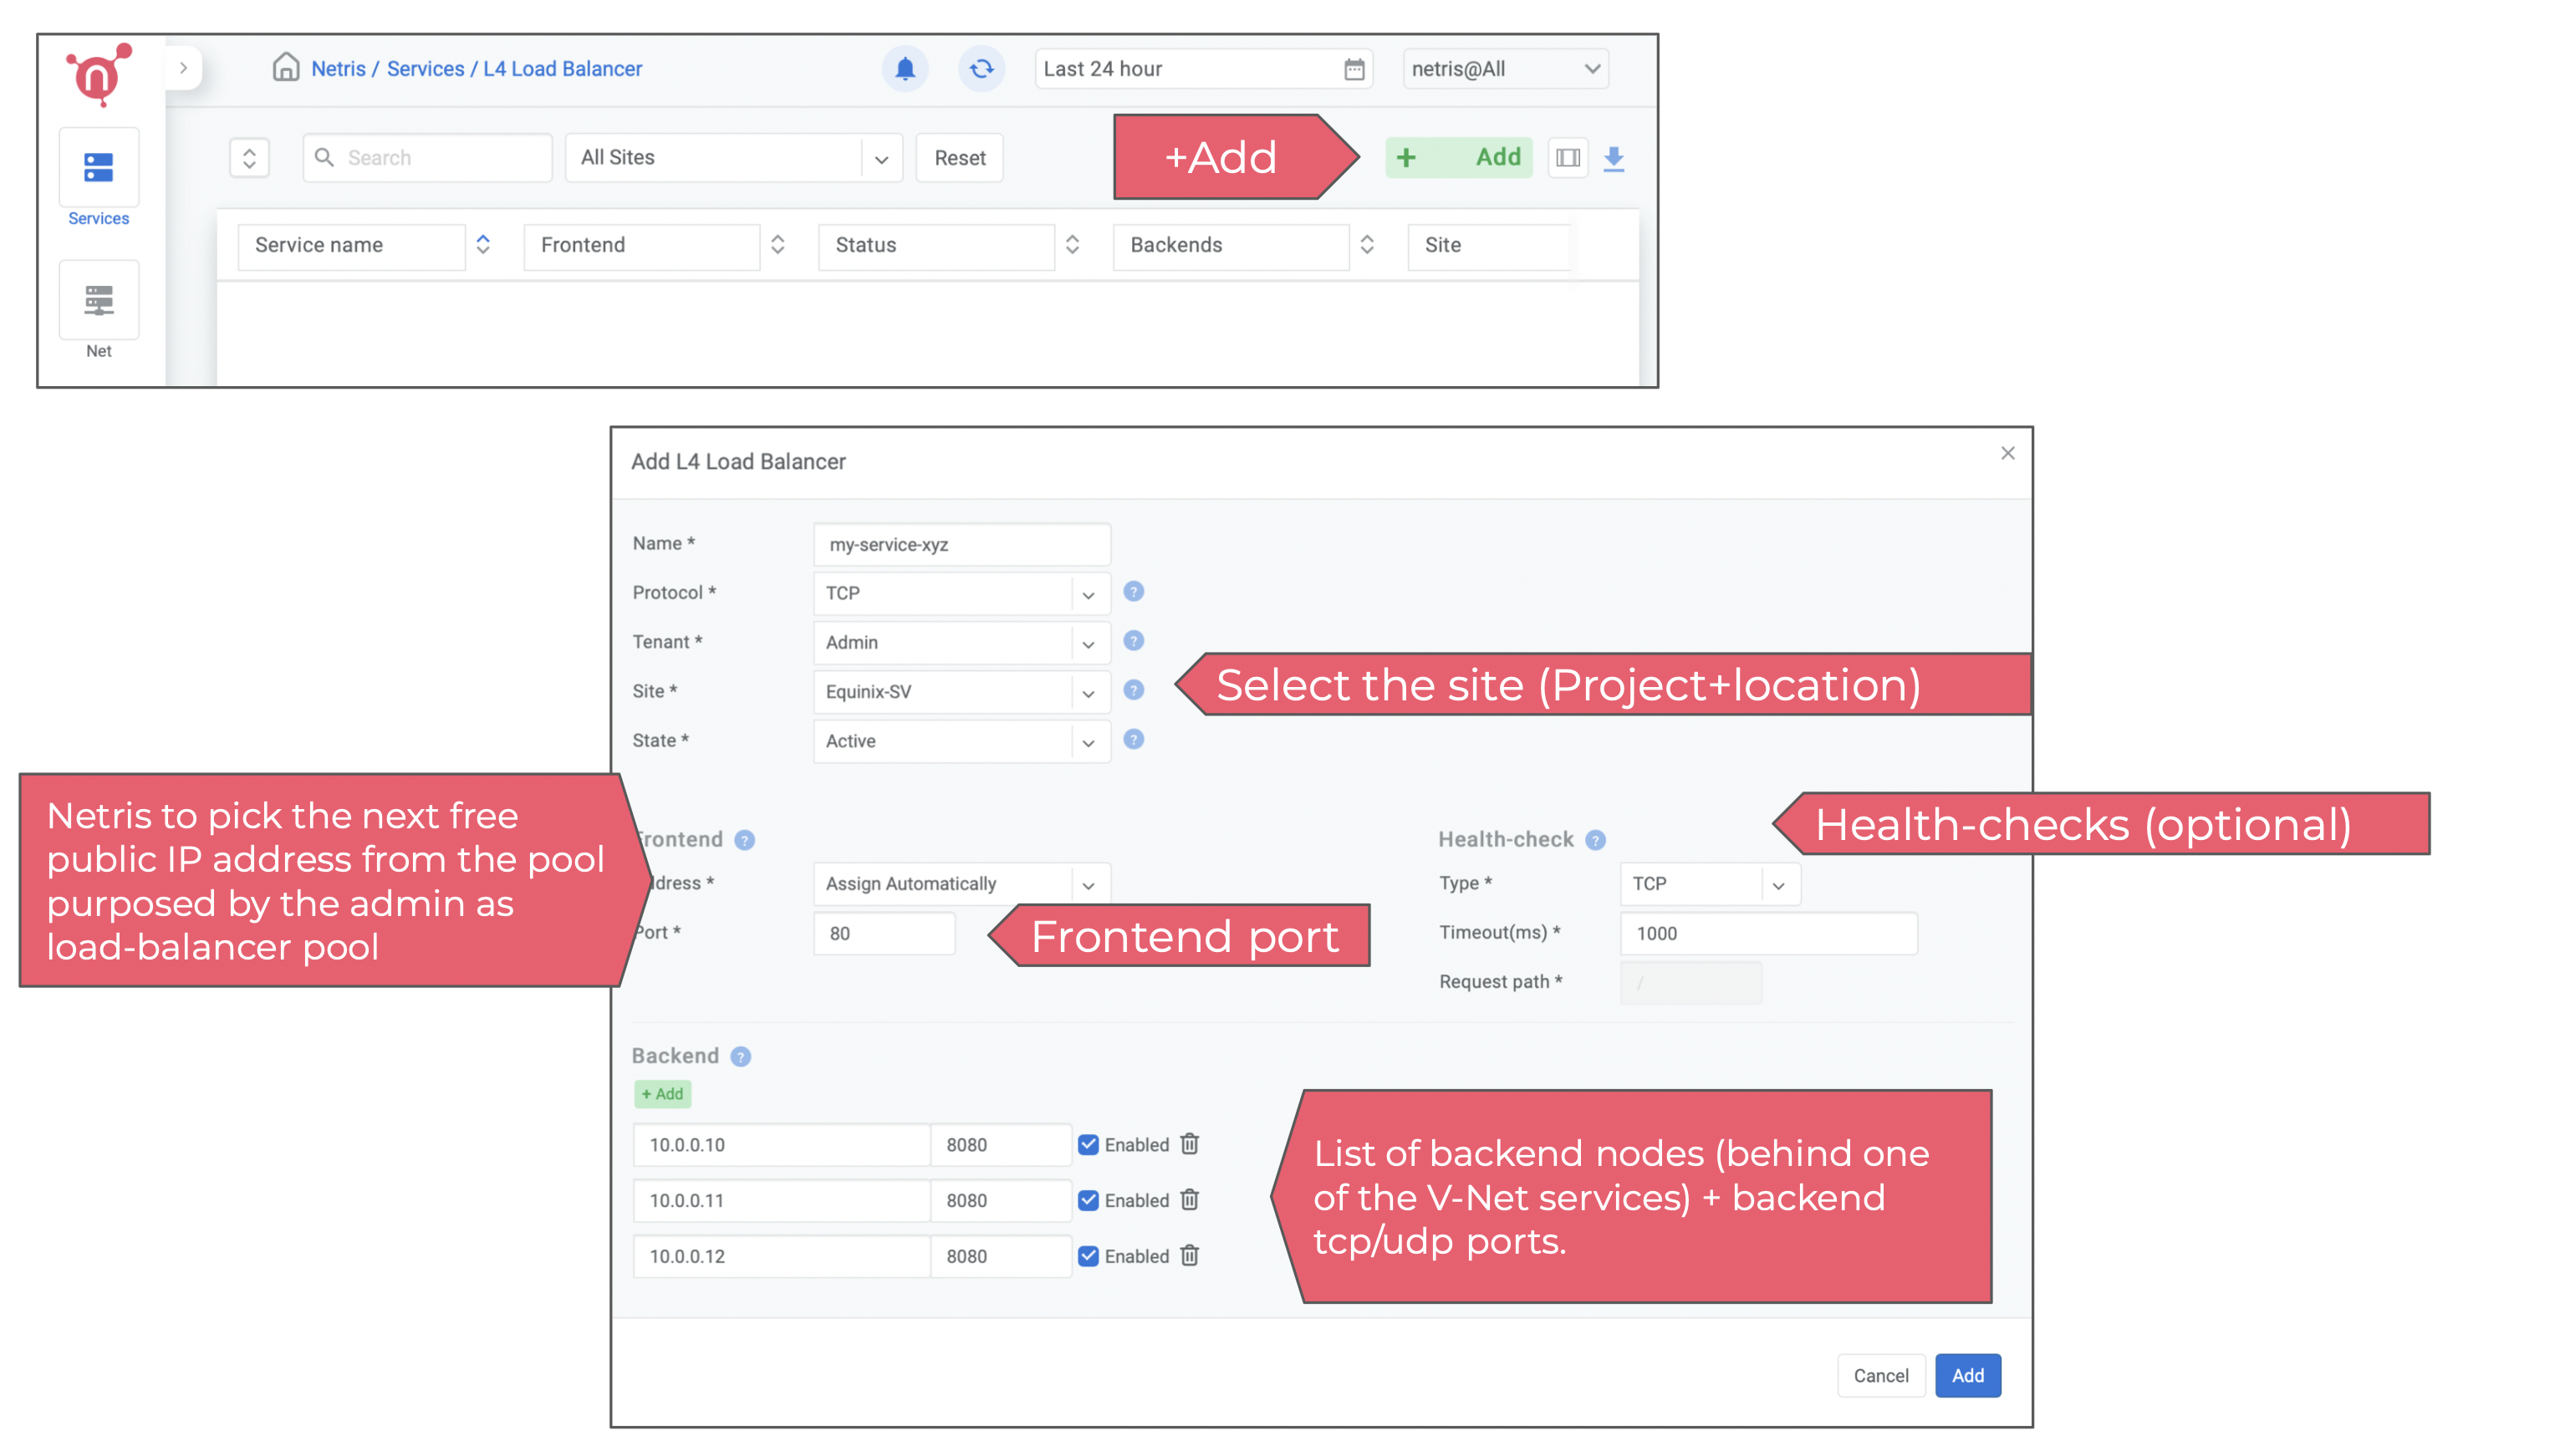 Netris / Services / L4 Load Balancer
Last 24 hour
netris@All
Services
Net
Search
All Sites
Reset
+Add
+ Add
Service name
Frontend
Status
Backends
Site
Add L4 Load Balancer
Name *
my-service-xyz
Protocol *
TCP
?
Tenant *
Admin
?
Site *
Equinix-SV
?
Select the site (Project+location)
State *
Active
?
Netris to pick the next free
public IP address from the pool
purposed by the admin as
load-balancer pool
Frontend ?
Address *
Assign Automatically
Port *
80
Frontend port
Health-checks (optional)
Health-check ?
Type *
TCP
Timeout(ms) *
1000
Request path *
/
Backend ?
+ Add
10.0.0.10
8080
Enabled
10.0.0.11
8080
Enabled
10.0.0.12
8080
Enabled
List of backend nodes (behind one
of the V-Net services) + backend
tcp/udp ports.
Cancel
Add